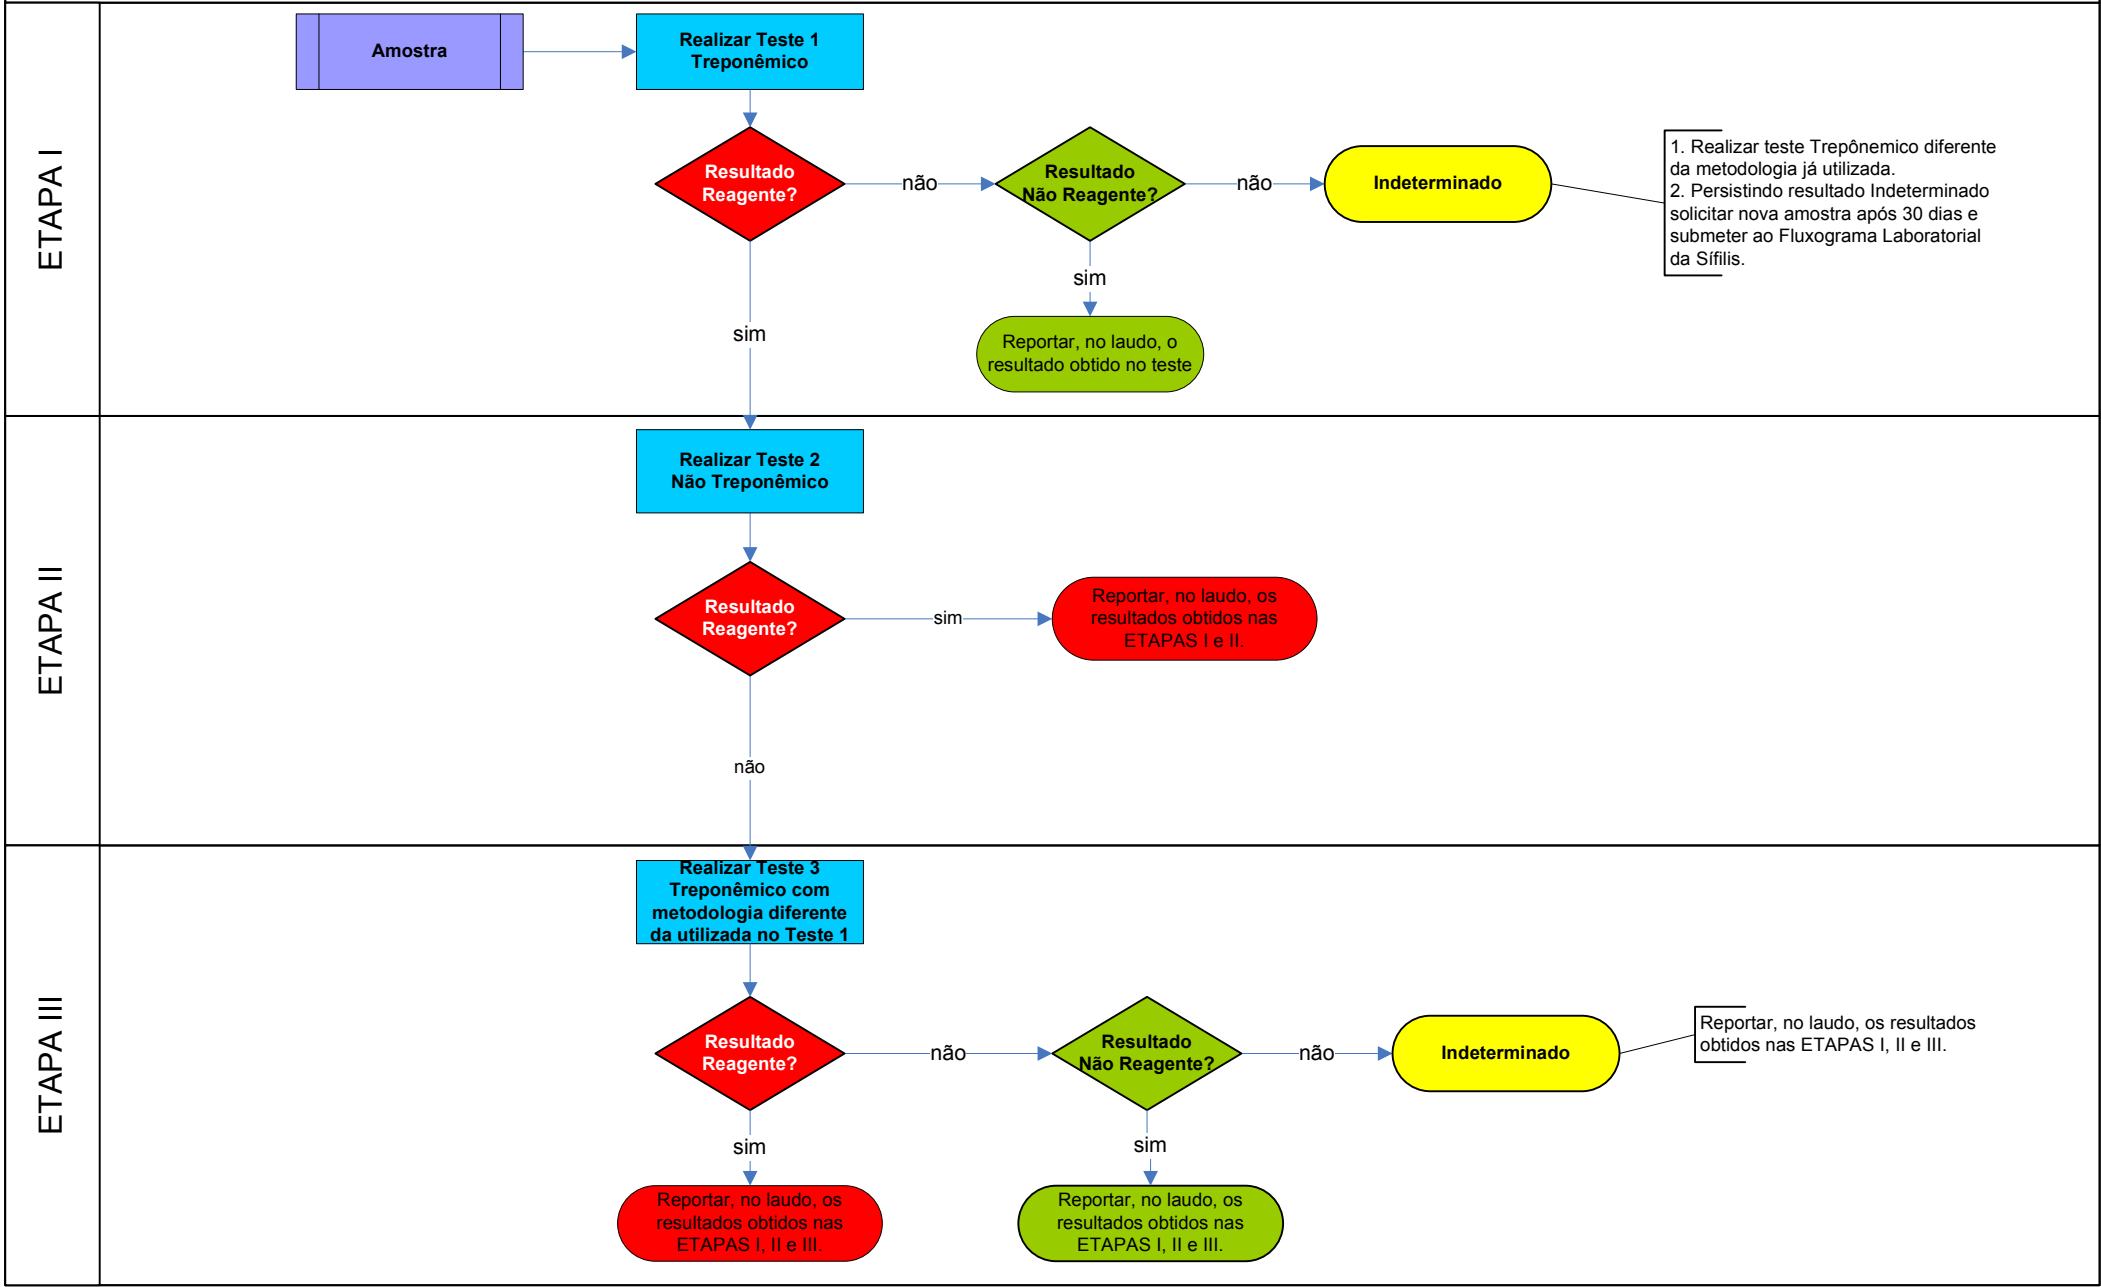 ETAPA I
Amostra
Realizar Teste 1
Treponêmico
Resultado
Reagente?
não
Resultado
Não Reagente?
não
Indeterminado
1. Realizar teste Trepônemico diferente
da metodologia já utilizada.
2. Persistindo resultado Indeterminado
solicitar nova amostra após 30 dias e
submeter ao Fluxograma Laboratorial
da Sífilis.
sim
Reportar, no laudo, o
resultado obtido no teste
sim
ETAPA II
Realizar Teste 2
Não Treponêmico
Resultado
Reagente?
sim
Reportar, no laudo, os
resultados obtidos nas
ETAPAS I e II.
não
ETAPA III
Realizar Teste 3
Treponêmico com
metodologia diferente
da utilizada no Teste 1
Resultado
Reagente?
não
Resultado
Não Reagente?
não
Indeterminado
Reportar, no laudo, os resultados
obtidos nas ETAPAS I, II e III.
sim
Reportar, no laudo, os
resultados obtidos nas
ETAPAS I, II e III.
sim
Reportar, no laudo, os
resultados obtidos nas
ETAPAS I, II e III.